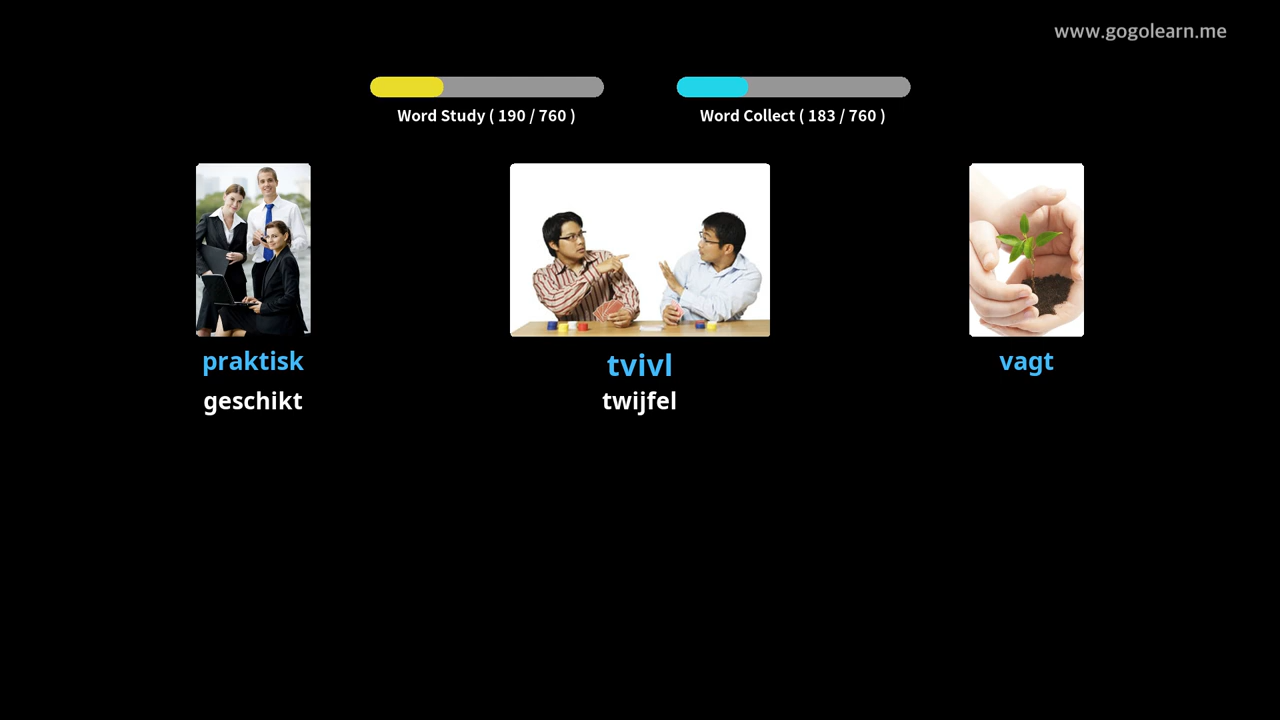 www.gogolearn.me
Word Study ( 190 / 760 )
Word Collect ( 183 / 760 )
praktisk
tvivl
vagt
geschikt
twijfel